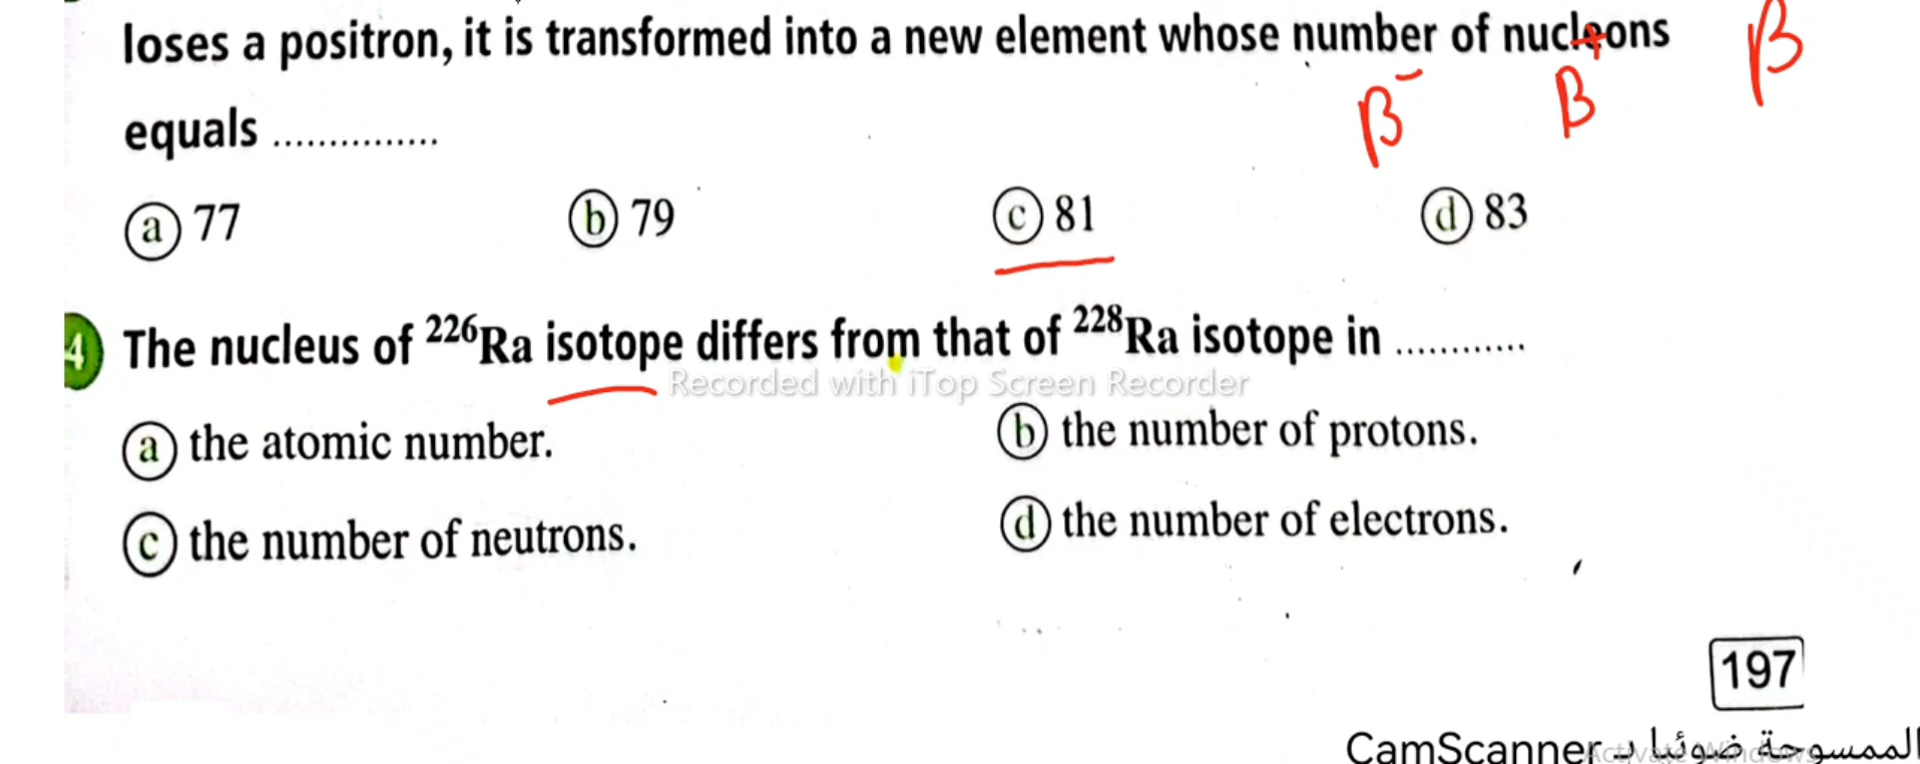 loses a positron, it is transformed into a new element whose number of nucleons
β
β⁻
β⁺
equals ...............
a 77
b 79
c 81
d 83
4 The nucleus of ²²⁶Ra isotope differs from that of ²²⁸Ra isotope in ............
Recorded with iTop Screen Recorder
a the atomic number.
b the number of protons.
c the number of neutrons.
d the number of electrons.
197
الممسوحة ضوئيا بـ CamScanner
Activate Windows